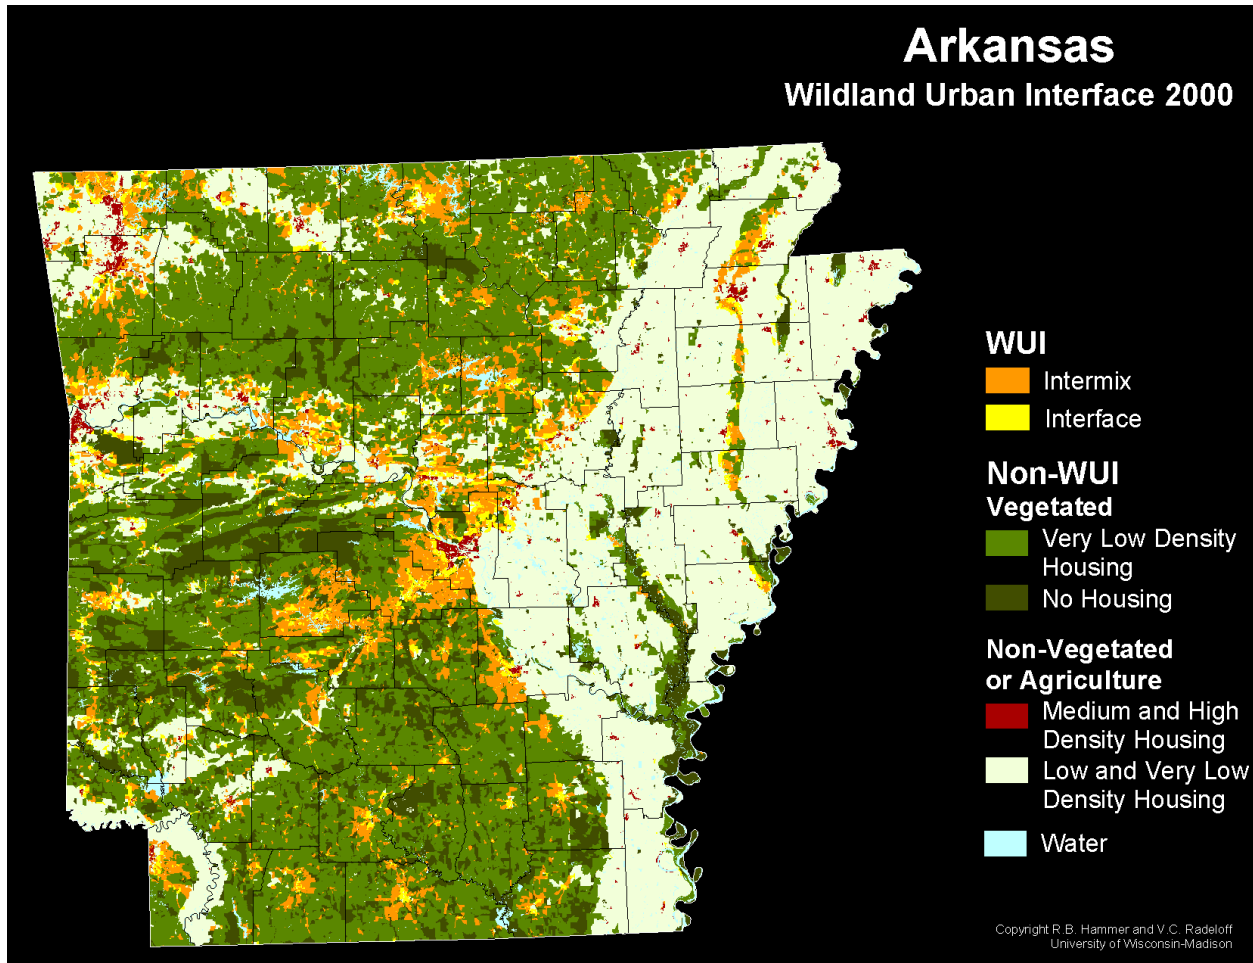 Arkansas
Wildland Urban Interface 2000
WUI
Intermix
Interface
Non-WUI
Vegetated
Very Low Density
Housing
No Housing
Non-Vegetated
or Agriculture
Medium and High
Density Housing
Low and Very Low
Density Housing
Water
Copyright R.B. Hammer and V.C. Radeloff
University of Wisconsin-Madison